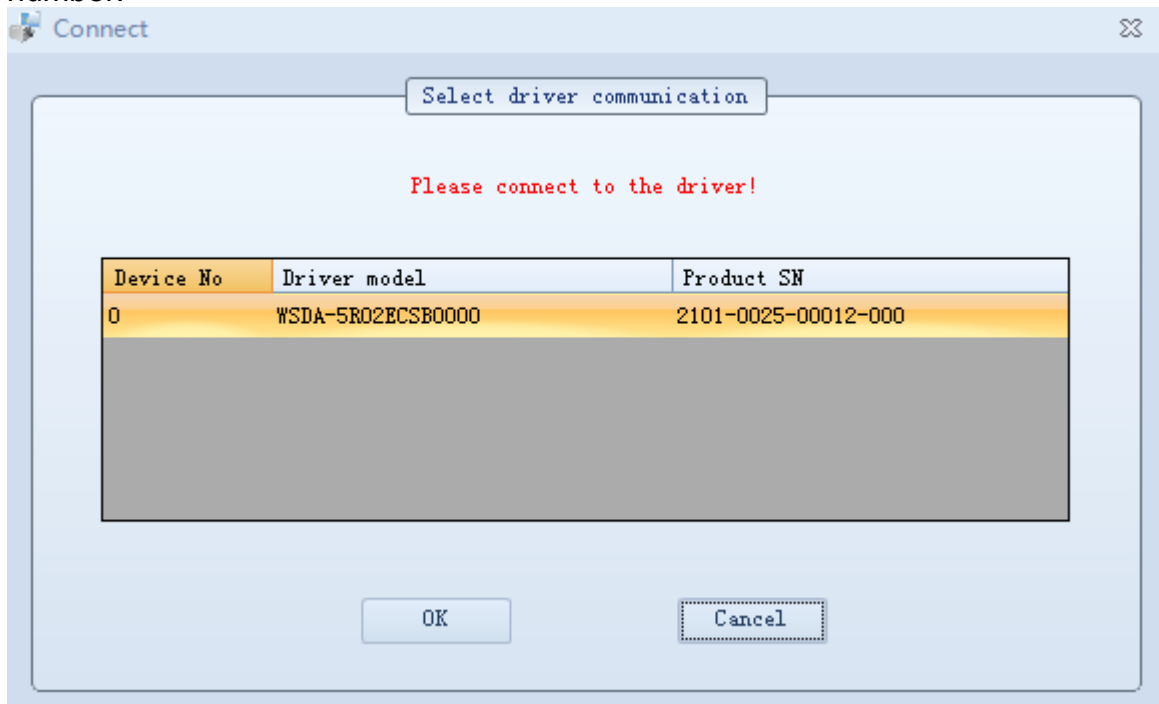 Connect
Select driver communication
Please connect to the driver!
Device No Driver model Product SN
0 WSDA-5R02ECSB0000 2101-0025-00012-000
OK Cancel